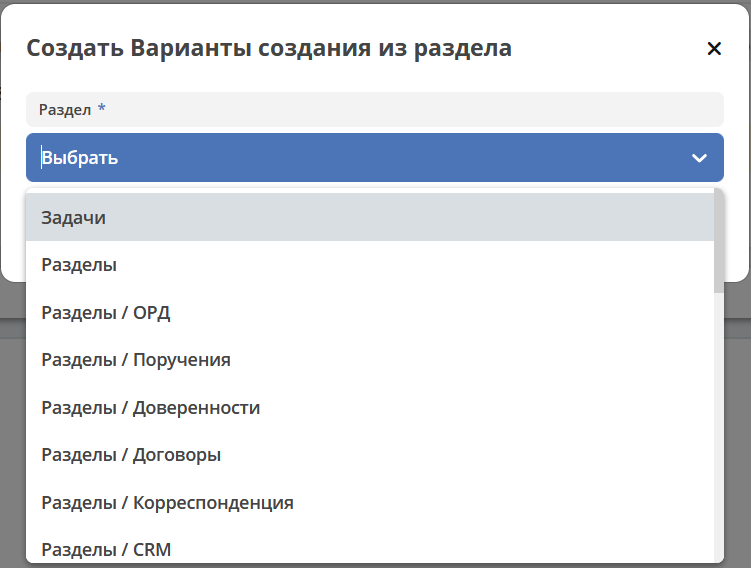 Создать Варианты создания из раздела
Раздел *
Выбрать
Задачи
Разделы
Разделы / ОРД
Разделы / Поручения
Разделы / Доверенности
Разделы / Договоры
Разделы / Корреспонденция
Разделы / CRM